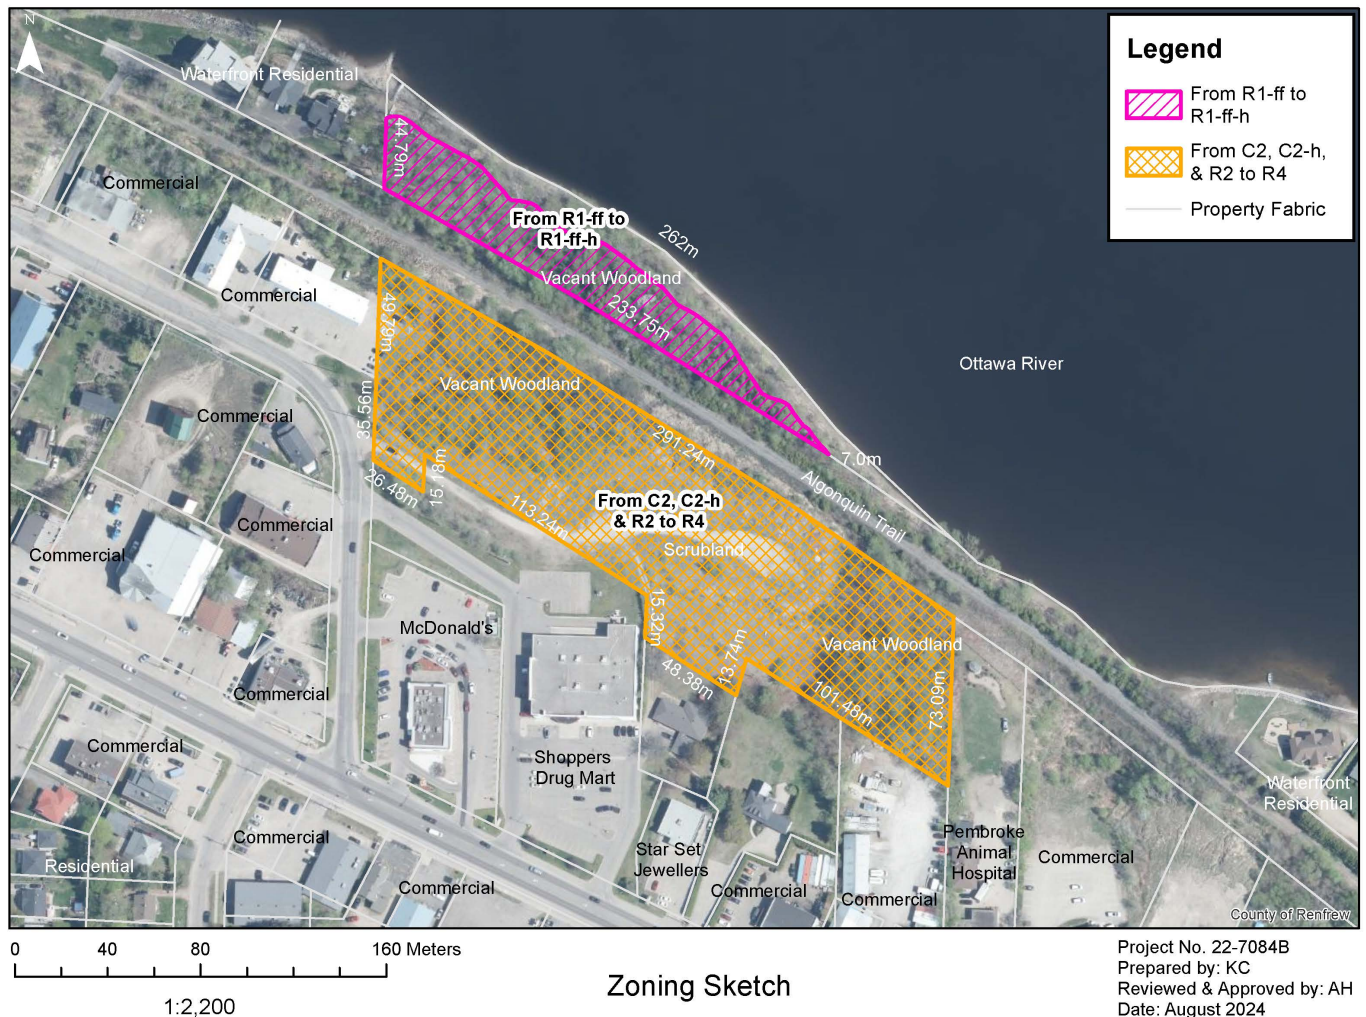 N
Legend
From R1-ff to
R1-ff-h
From C2, C2-h,
& R2 to R4
Property Fabric
Waterfront Residential
44.79m
Commercial
From R1-ff to
R1-ff-h
262m
Vacant Woodland
Commercial
233.75m
49.79m
Ottawa River
Vacant Woodland
35.56m
Commercial
291.24m
7.0m
26.48m
15.18m
Algonquin Trail
113.24m
From C2, C2-h
& R2 to R4
Commercial
Scrubland
Commercial
15.32m
McDonald's
13.74m
Vacant Woodland
48.38m
101.48m
73.09m
Commercial
Commercial
Shoppers
Drug Mart
Waterfront
Residential
Commercial
Star Set
Jewellers
Pembroke
Animal
Hospital
Commercial
Residential
Commercial
Commercial
Commercial
County of Renfrew
0 40 80 160 Meters
1:2,200
Zoning Sketch
Project No. 22-7084B
Prepared by: KC
Reviewed & Approved by: AH
Date: August 2024